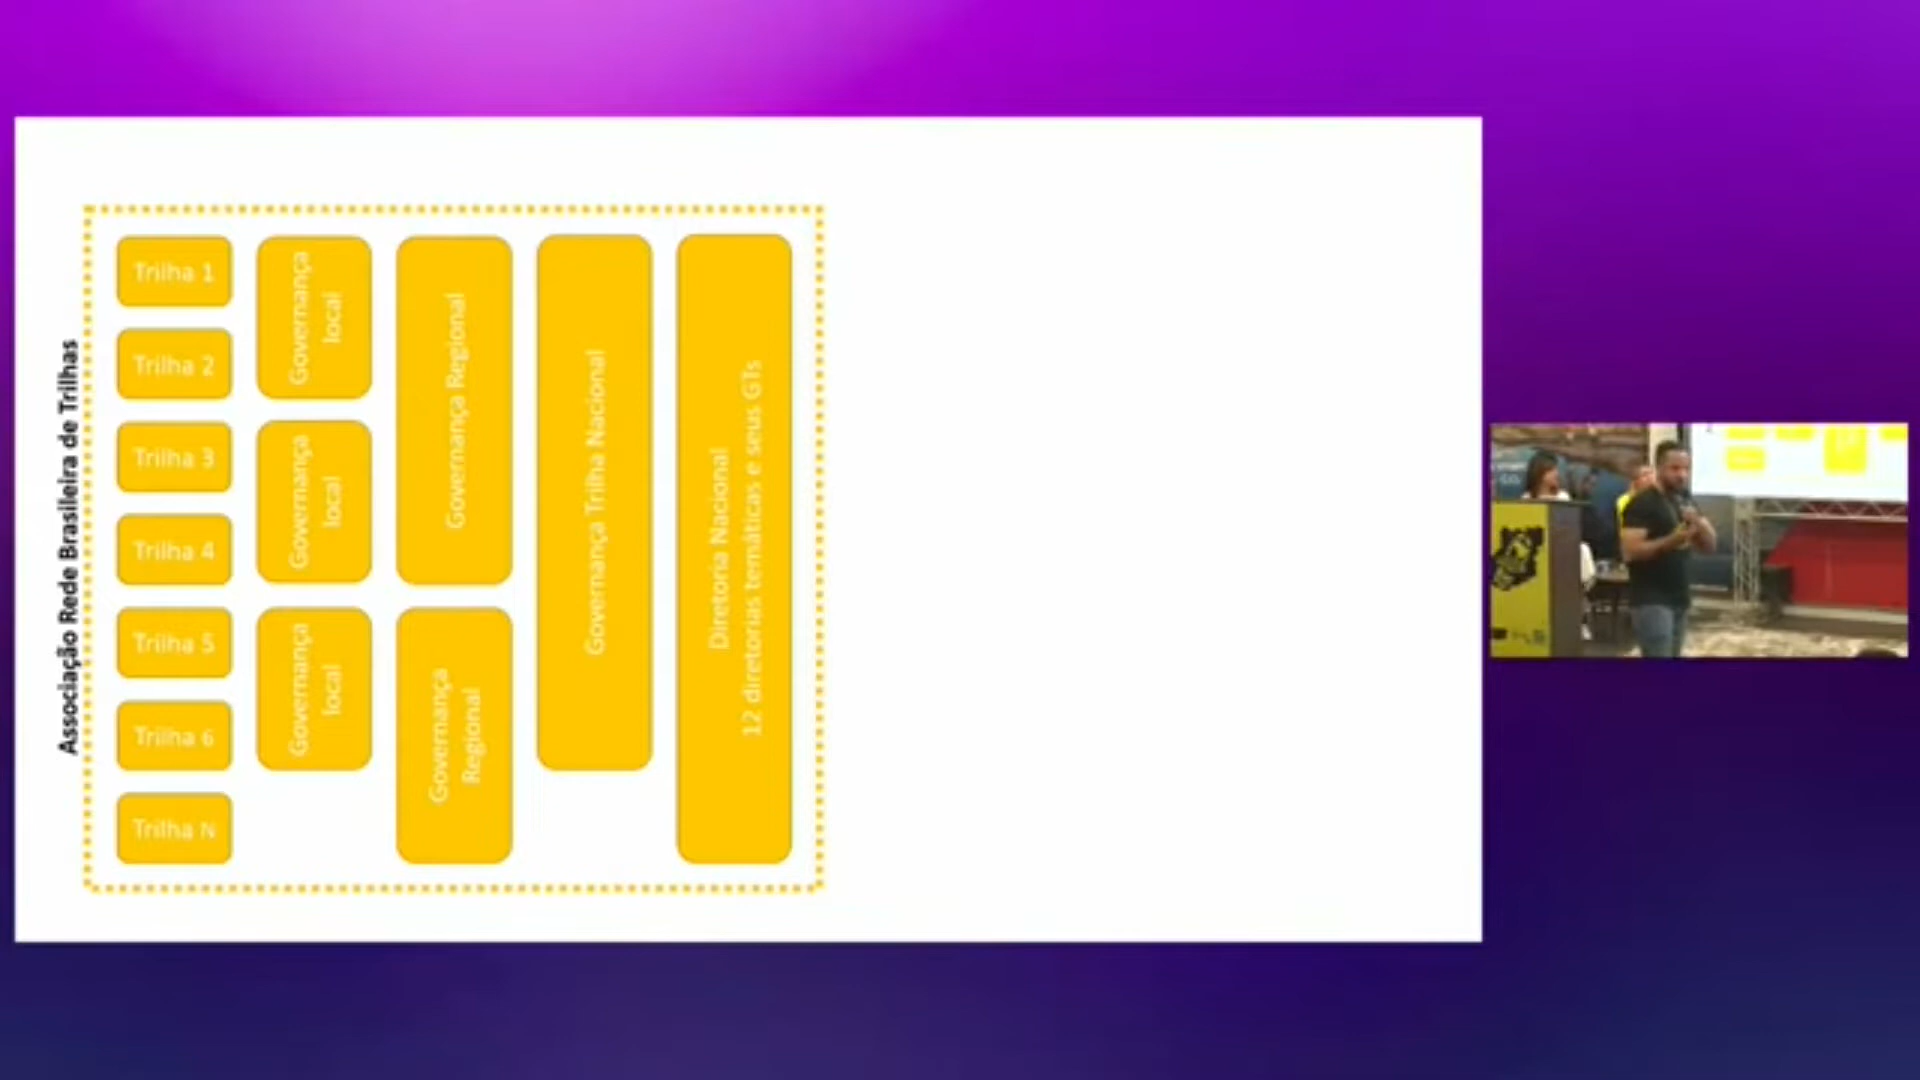 Associação Rede Brasileira de Trilhas
Trilha 1
Trilha 2
Trilha 3
Trilha 4
Trilha 5
Trilha 6
Trilha N
Governança
local
Governança
local
Governança
local
Governança Regional
Governança
Regional
Governança Trilha Nacional
Diretoria Nacional
12 diretorias temáticas e seus GTs